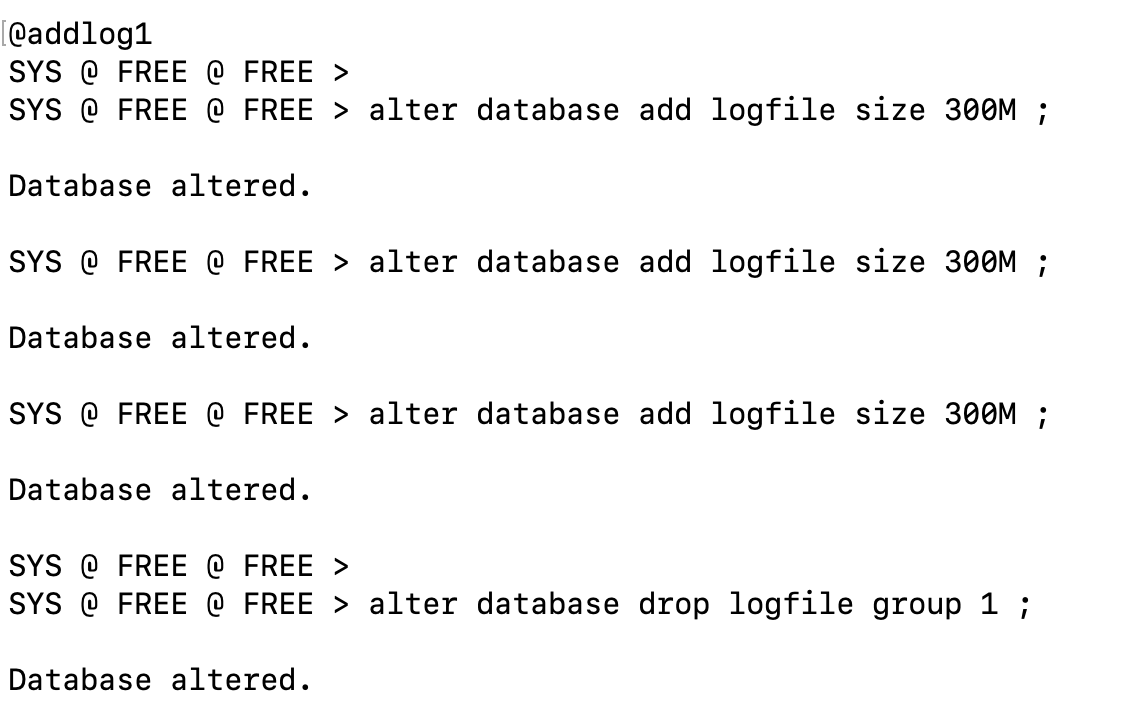 @addlog1
SYS @ FREE @ FREE >
SYS @ FREE @ FREE > alter database add logfile size 300M ;
Database altered.
SYS @ FREE @ FREE > alter database add logfile size 300M ;
Database altered.
SYS @ FREE @ FREE > alter database add logfile size 300M ;
Database altered.
SYS @ FREE @ FREE >
SYS @ FREE @ FREE > alter database drop logfile group 1 ;
Database altered.